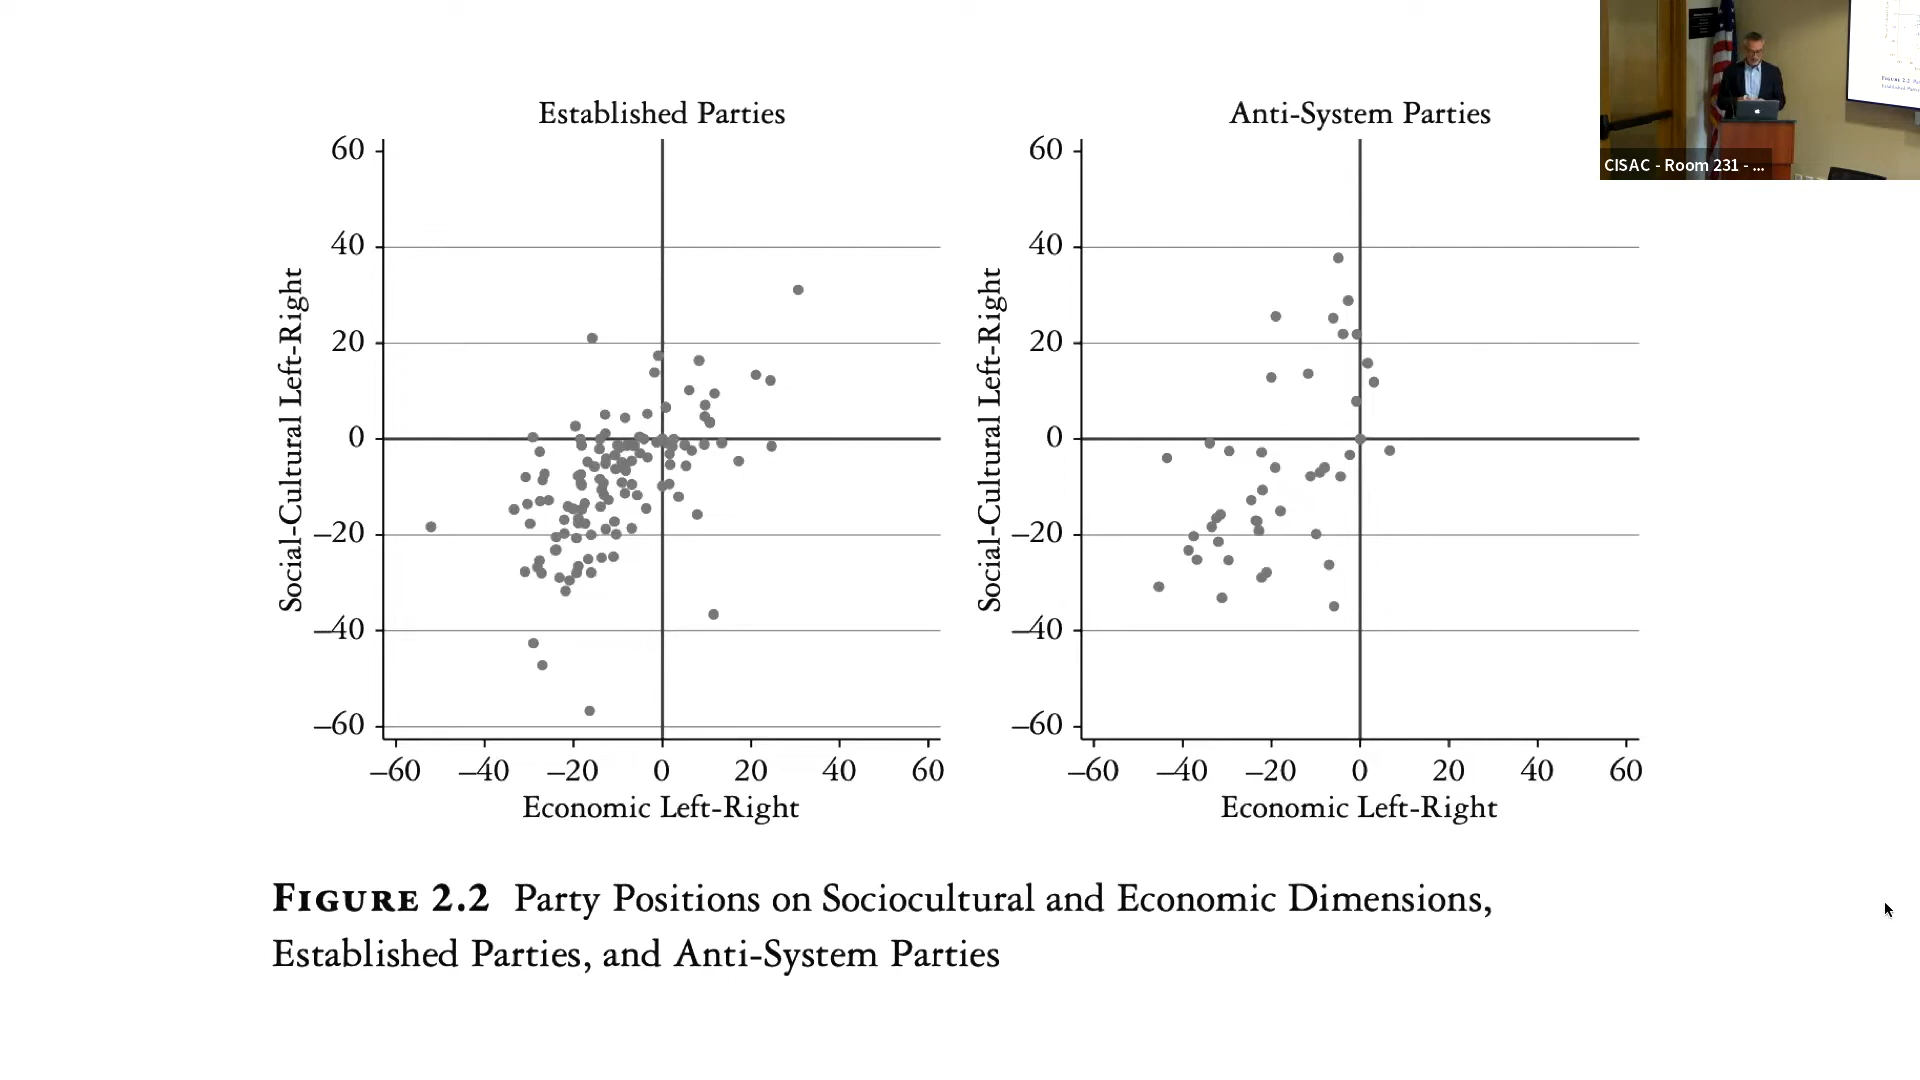 Established Parties
60
40
20
0
–20
–40
–60
Social-Cultural Left-Right
–60 –40 –20 0 20 40 60
Economic Left-Right
Anti-System Parties
60
40
20
0
–20
–40
–60
Social-Cultural Left-Right
–60 –40 –20 0 20 40 60
Economic Left-Right
CISAC - Room 231 - ...
FIGURE 2.2 Party Positions on Sociocultural and Economic Dimensions,
Established Parties, and Anti-System Parties